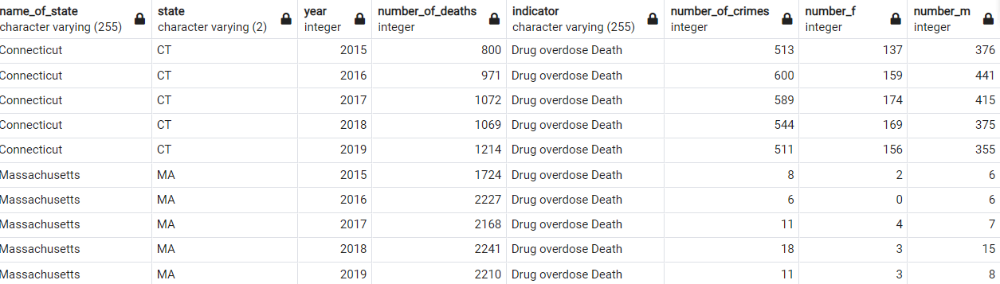 name_of_state state year number_of_deaths indicator number_of_crimes number_f number_m
character varying (255) character varying (2) integer integer character varying (255) integer integer integer
Connecticut CT 2015 800 Drug overdose Death 513 137 376
Connecticut CT 2016 971 Drug overdose Death 600 159 441
Connecticut CT 2017 1072 Drug overdose Death 589 174 415
Connecticut CT 2018 1069 Drug overdose Death 544 169 375
Connecticut CT 2019 1214 Drug overdose Death 511 156 355
Massachusetts MA 2015 1724 Drug overdose Death 8 2 6
Massachusetts MA 2016 2227 Drug overdose Death 6 0 6
Massachusetts MA 2017 2168 Drug overdose Death 11 4 7
Massachusetts MA 2018 2241 Drug overdose Death 18 3 15
Massachusetts MA 2019 2210 Drug overdose Death 11 3 8